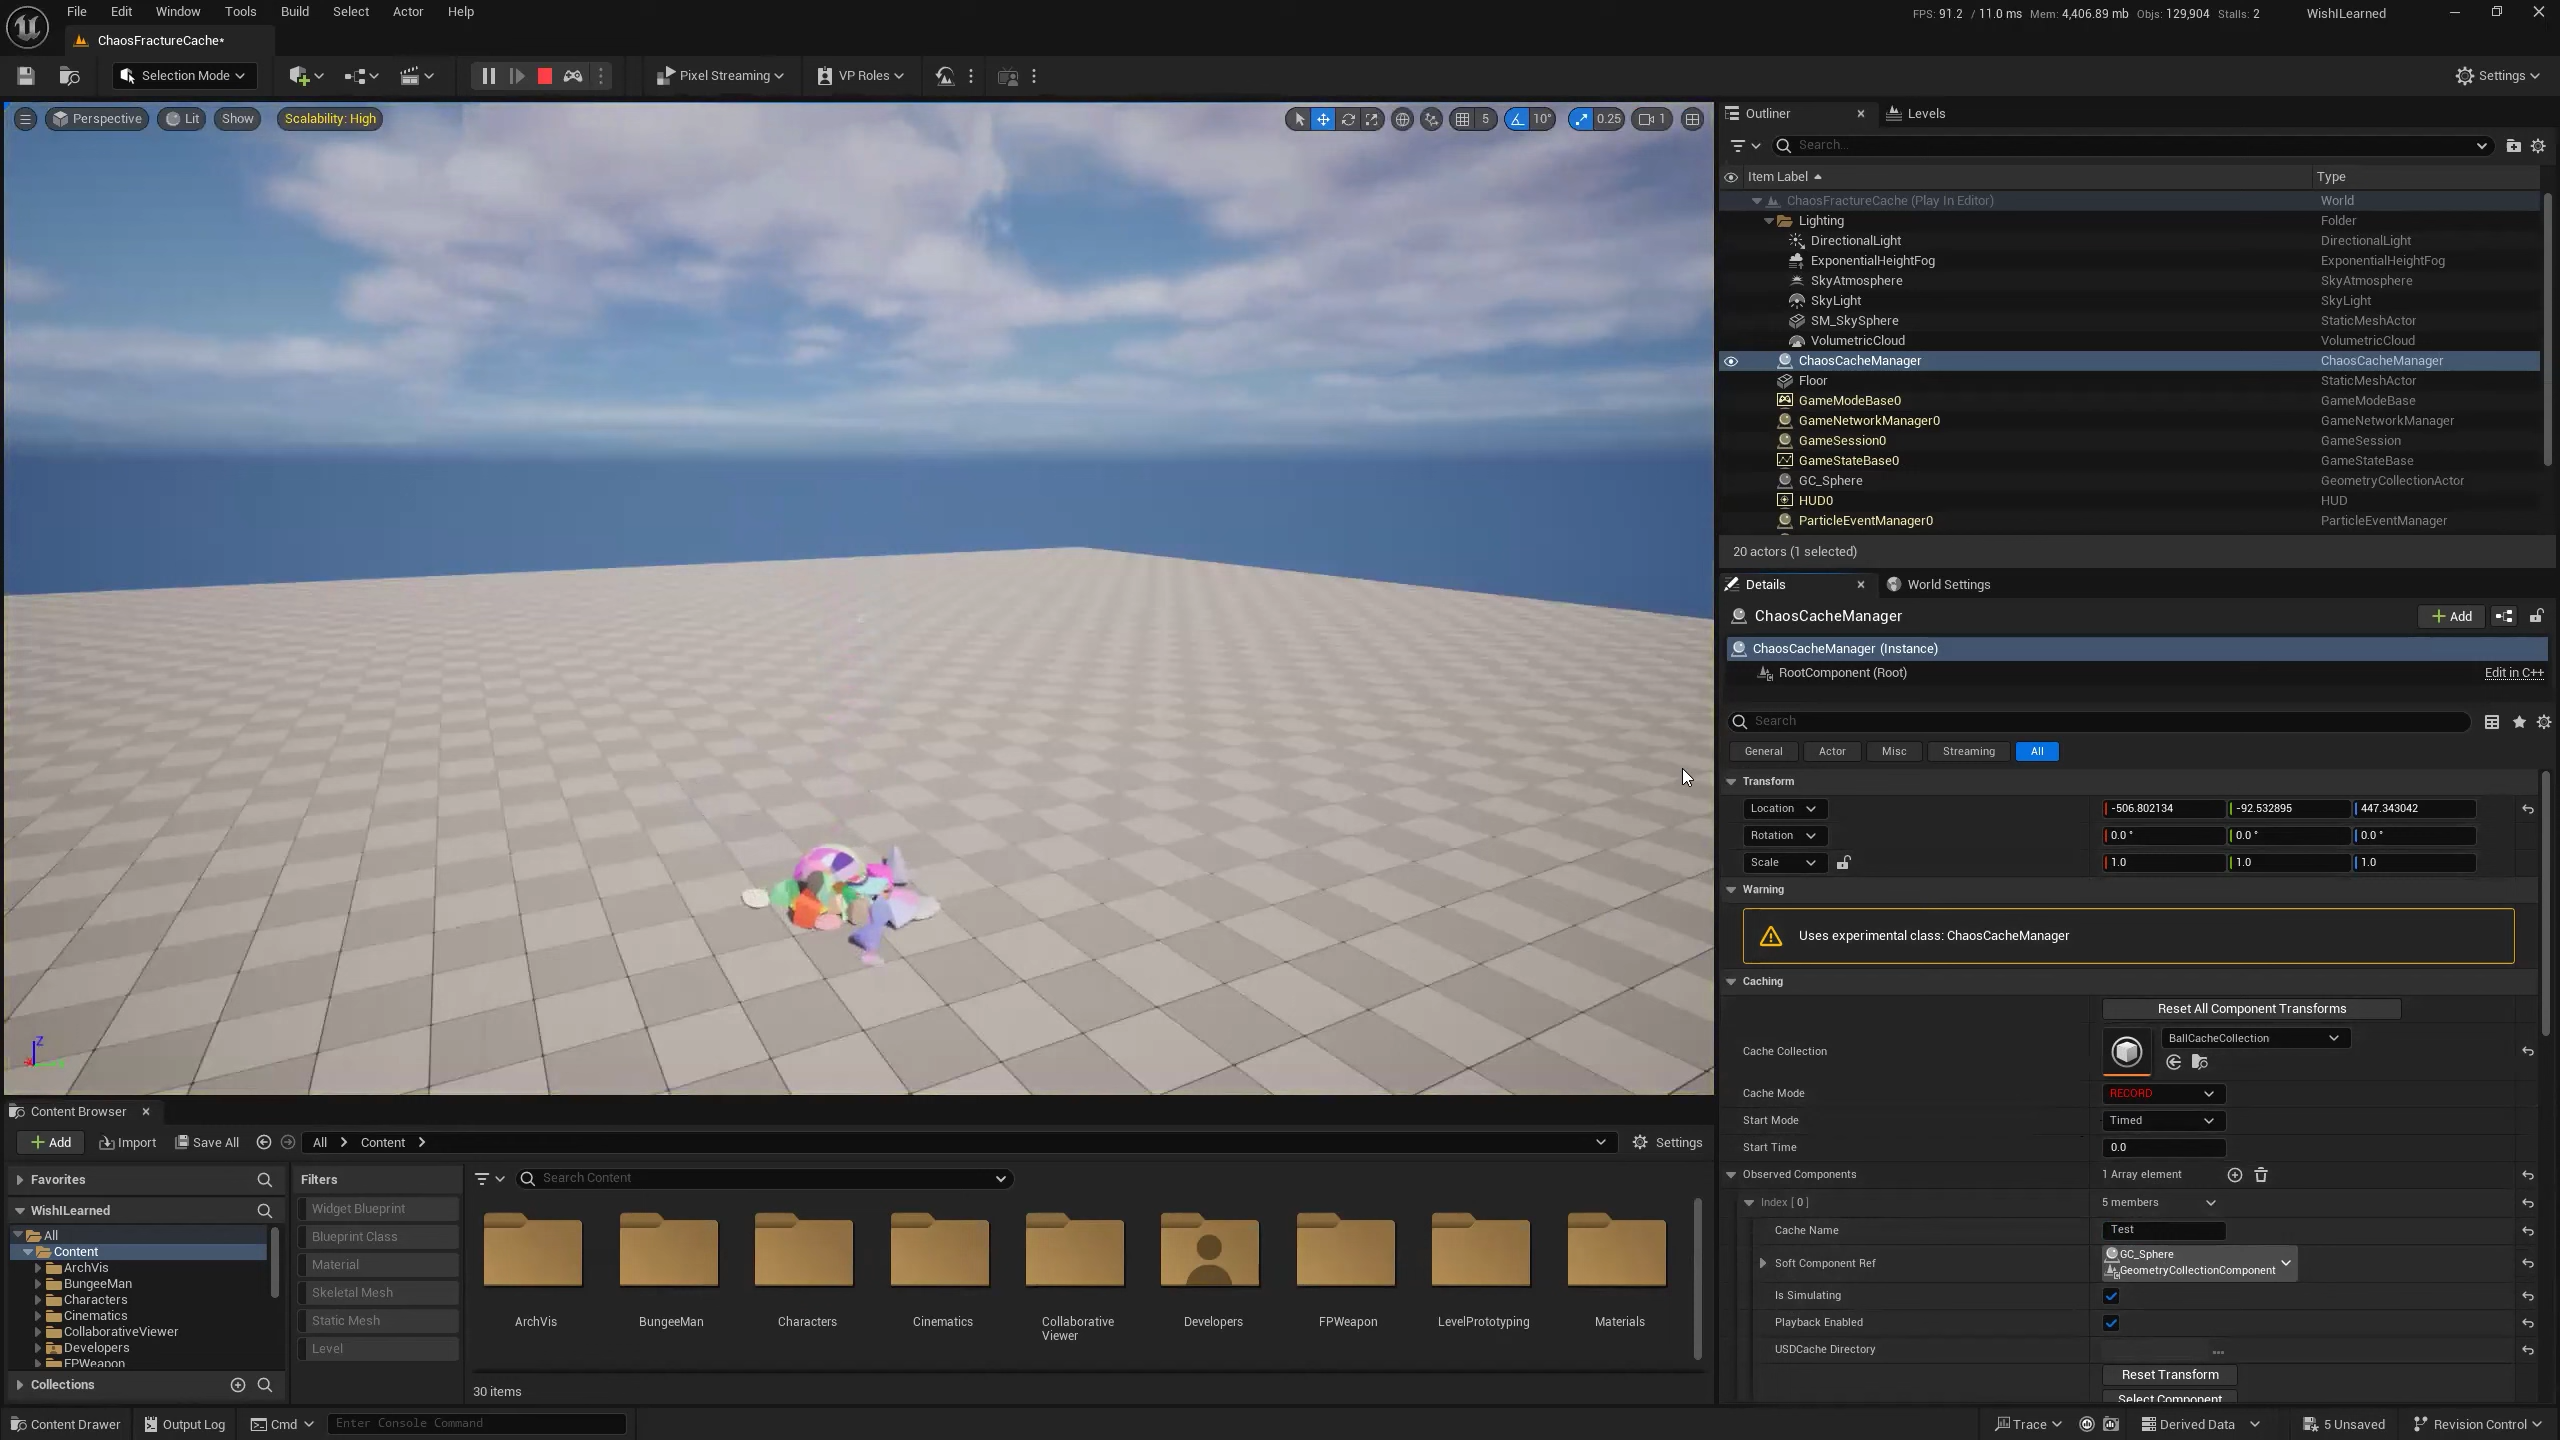 File Edit Window Tools Build Select Actor Help
FPS: 91.2 / 11.0 ms Mem: 4,406.89 mb Objs: 129,904 Stalls: 2 WishILearned
ChaosFractureCache*
Selection Mode Pixel Streaming VP Roles Settings
Perspective Lit Show Scalability: High 5 10° 0.25 1
Outliner Levels
Search...
Item Label Type
ChaosFractureCache (Play In Editor) World
Lighting Folder
DirectionalLight DirectionalLight
ExponentialHeightFog ExponentialHeightFog
SkyAtmosphere SkyAtmosphere
SkyLight SkyLight
SM_SkySphere StaticMeshActor
VolumetricCloud VolumetricCloud
ChaosCacheManager ChaosCacheManager
Floor StaticMeshActor
GameModeBase0 GameModeBase
GameNetworkManager0 GameNetworkManager
GameSession0 GameSession
GameStateBase0 GameStateBase
GC_Sphere GeometryCollectionActor
HUD0 HUD
ParticleEventManager0 ParticleEventManager
20 actors (1 selected)
Details World Settings
ChaosCacheManager Add
ChaosCacheManager (Instance)
RootComponent (Root) Edit in C++
Search
General Actor Misc Streaming All
Transform
Location -506.802134 -92.532895 447.343042
Rotation 0.0 ° 0.0 ° 0.0 °
Scale 1.0 1.0 1.0
Warning
Uses experimental class: ChaosCacheManager
Caching
Reset All Component Transforms
Cache Collection BallCacheCollection
Cache Mode RECORD
Start Mode Timed
Start Time 0.0
Observed Components 1 Array element
Index [ 0 ] 5 members
Cache Name Test
Soft Component Ref GC_Sphere
GeometryCollectionComponent
Is Simulating
Playback Enabled
USDCache Directory ...
Reset Transform
Select Component
Z
Content Browser
Add Import Save All All Content Settings
Favorites
WishILearned
All
Content
ArchVis
BungeeMan
Characters
Cinematics
CollaborativeViewer
Developers
FPWeapon
Collections
Filters
Widget Blueprint
Blueprint Class
Material
Skeletal Mesh
Static Mesh
Level
Search Content
ArchVis BungeeMan Characters Cinematics Collaborative Viewer Developers FPWeapon LevelPrototyping Materials
30 items
Content Drawer Output Log Cmd Enter Console Command Trace Derived Data 5 Unsaved Revision Control